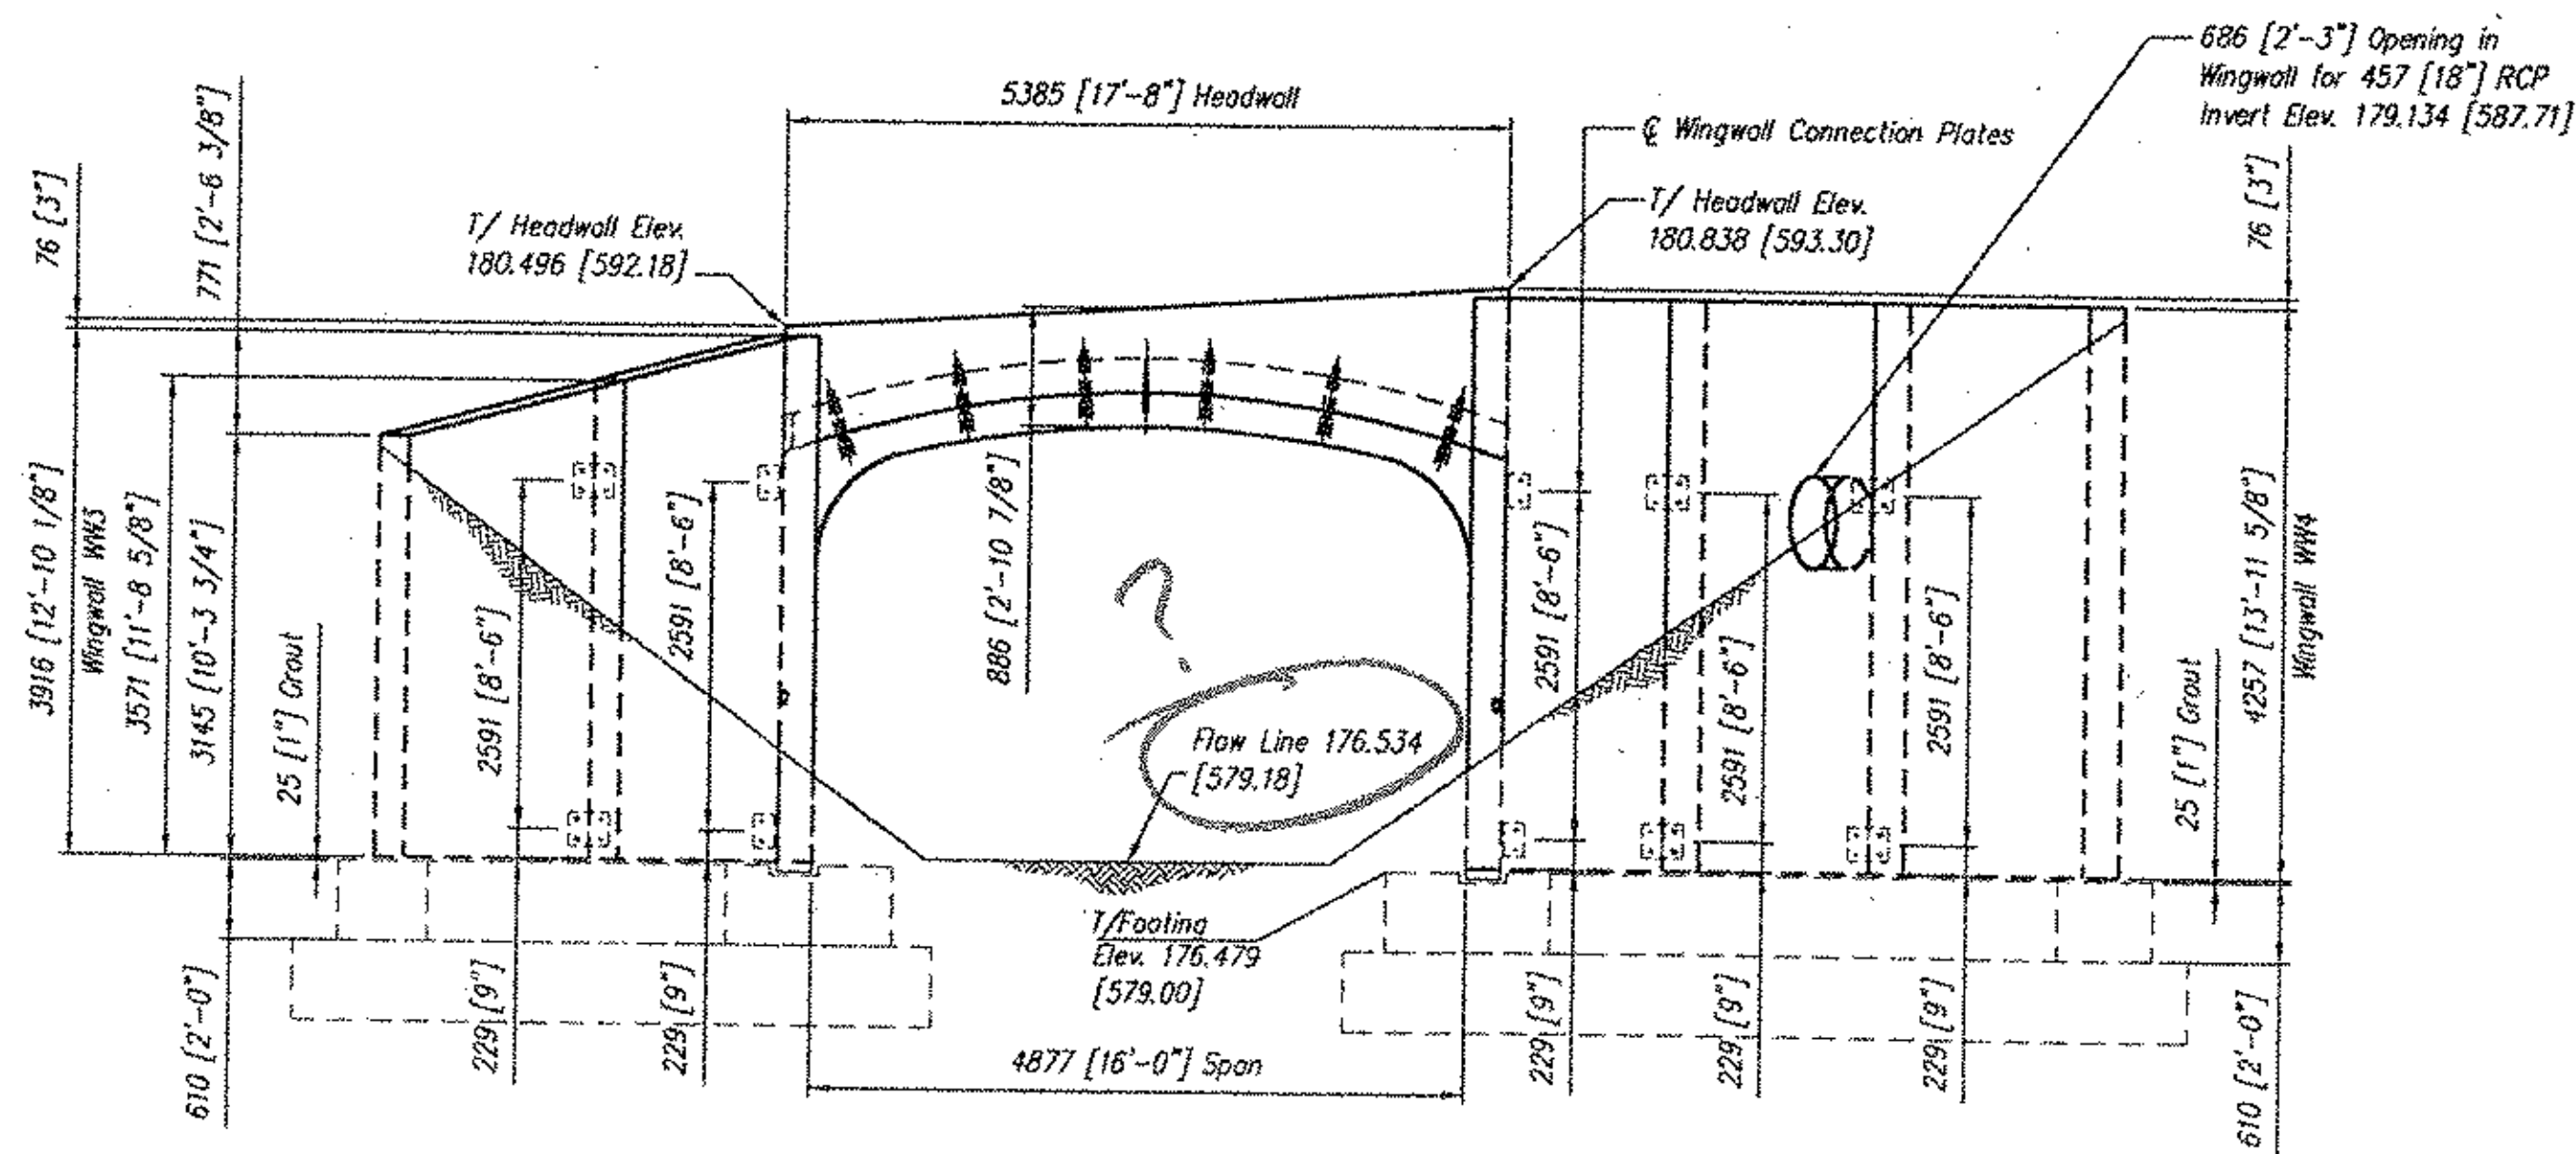 686 [2'-3"] Opening in
Wingwall for 457 [18"] RCP
Invert Elev. 179.134 [587.71]
5385 [17'-8"] Headwall
℄ Wingwall Connection Plates
T/ Headwall Elev.
180.496 [592.18]
T/ Headwall Elev.
180.838 [593.30]
76 [3"]
771 [2'-6 3/8"]
76 [3"]
3916 [12'-10 1/8"]
Wingwall WW3
3571 [11'-8 5/8"]
3145 [10'-3 3/4"]
25 [1"] Grout
2591 [8'-6"]
2591 [8'-6"]
886 [2'-10 7/8"]
?
Flow Line 176.534
[579.18]
2591 [8'-6"]
2591 [8'-6"]
2591 [8'-6"]
25 [1"] Grout
4257 [13'-11 5/8"]
Wingwall WW4
T/Footing
Elev. 176.479
[579.00]
610 [2'-0"]
229 [9"]
229 [9"]
4877 [16'-0"] Span
229 [9"]
229 [9"]
229 [9"]
610 [2'-0"]